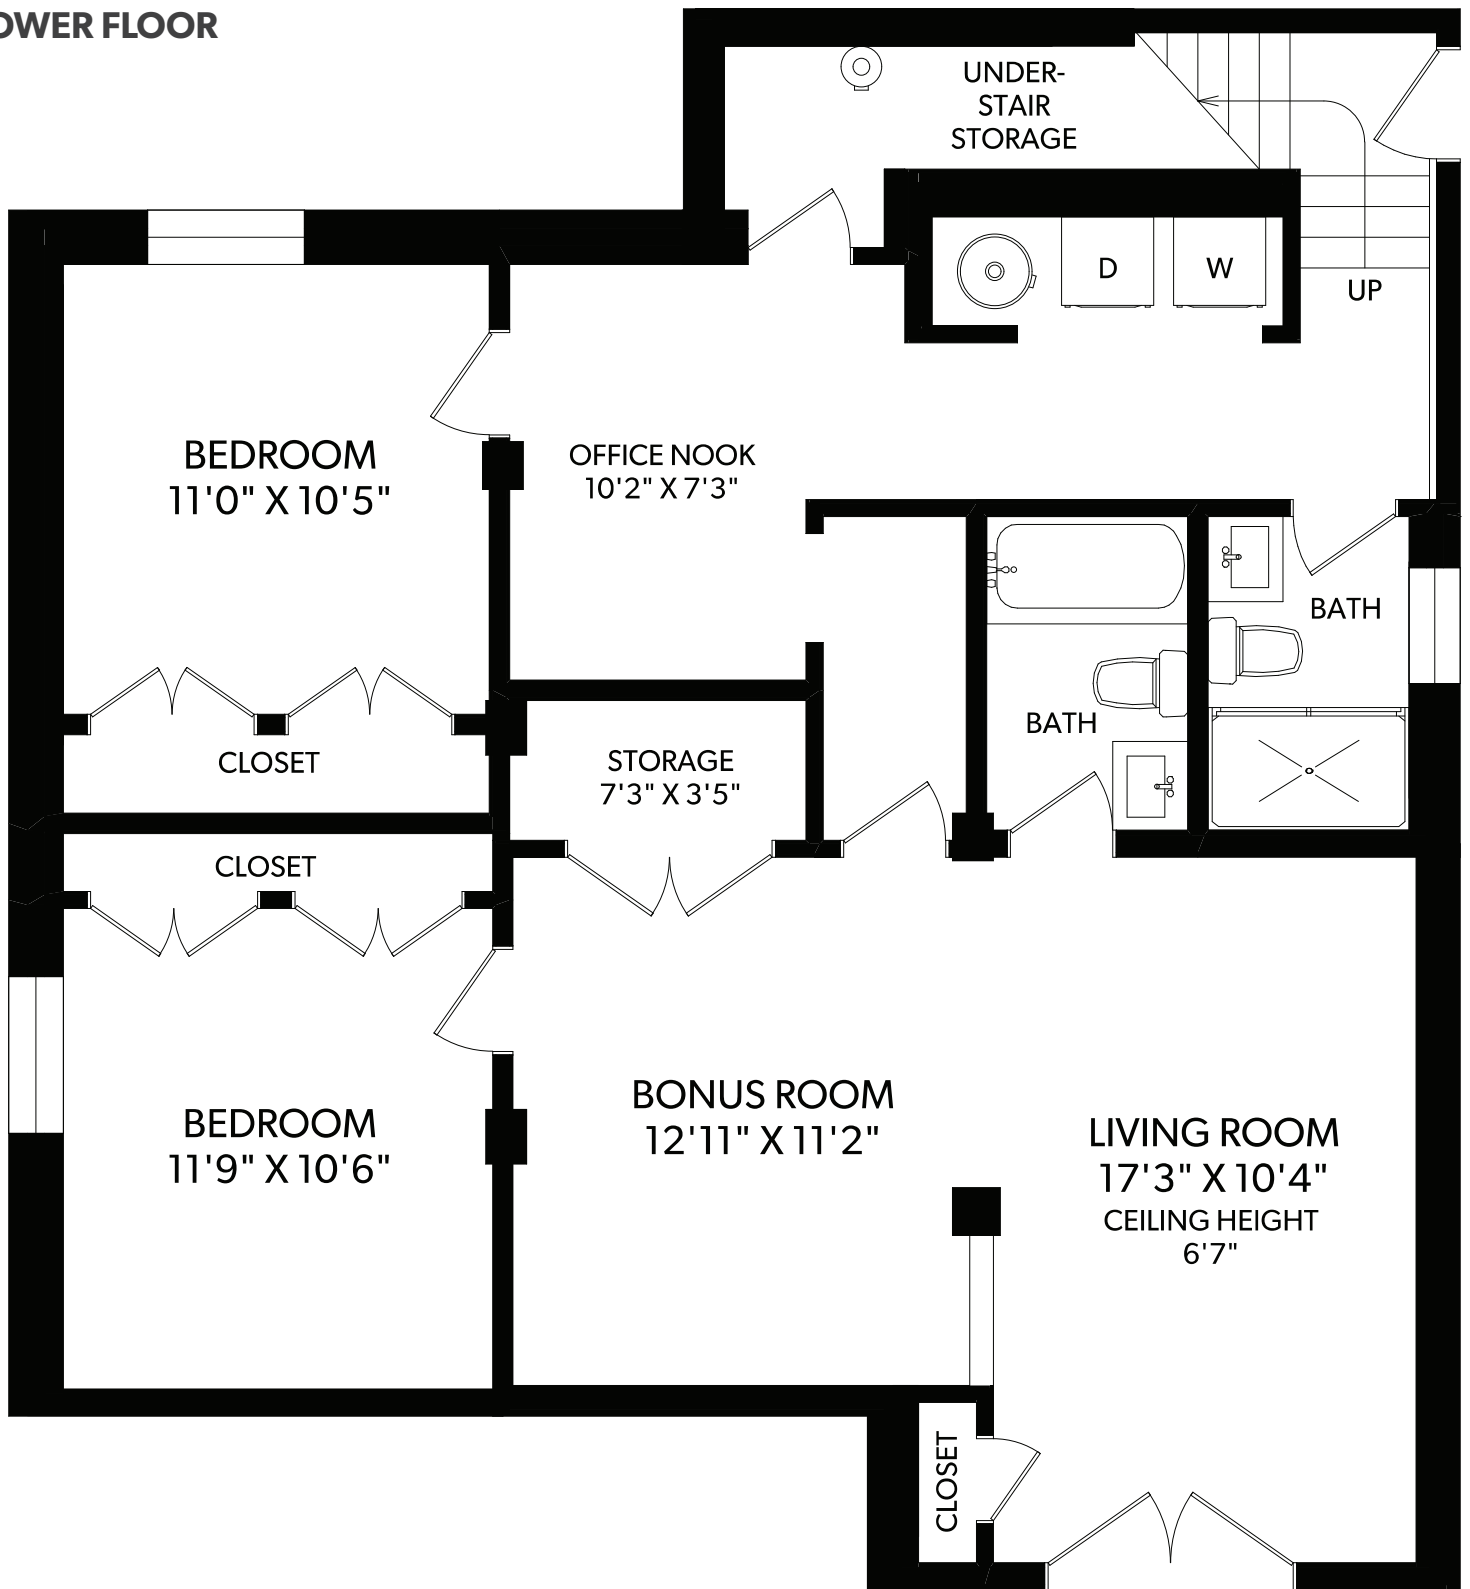 OWER FLOOR
UNDER-
STAIR
STORAGE
D
W
UP
BEDROOM
11'0" X 10'5"
OFFICE NOOK
10'2" X 7'3"
BATH
BATH
CLOSET
STORAGE
7'3" X 3'5"
CLOSET
BEDROOM
11'9" X 10'6"
BONUS ROOM
12'11" X 11'2"
LIVING ROOM
17'3" X 10'4"
CEILING HEIGHT
6'7"
CLOSET